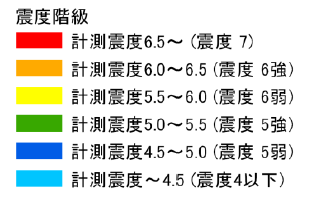 震度階級
計測震度6.5～ (震度 7)
計測震度6.0～6.5 (震度 6強)
計測震度5.5～6.0 (震度 6弱)
計測震度5.0～5.5 (震度 5強)
計測震度4.5～5.0 (震度 5弱)
計測震度～4.5 (震度4以下)